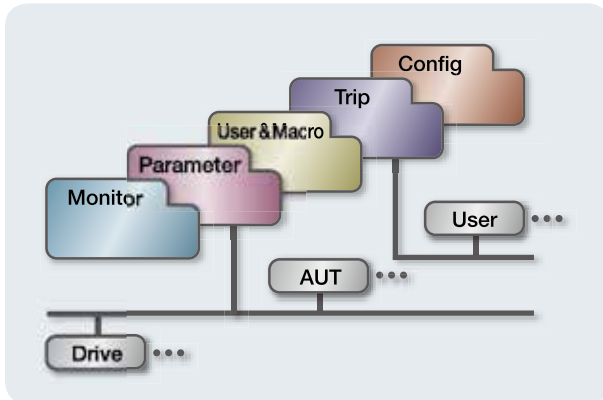 Config
Trip
User&Macro
Parameter
Monitor
User
AUT
Drive